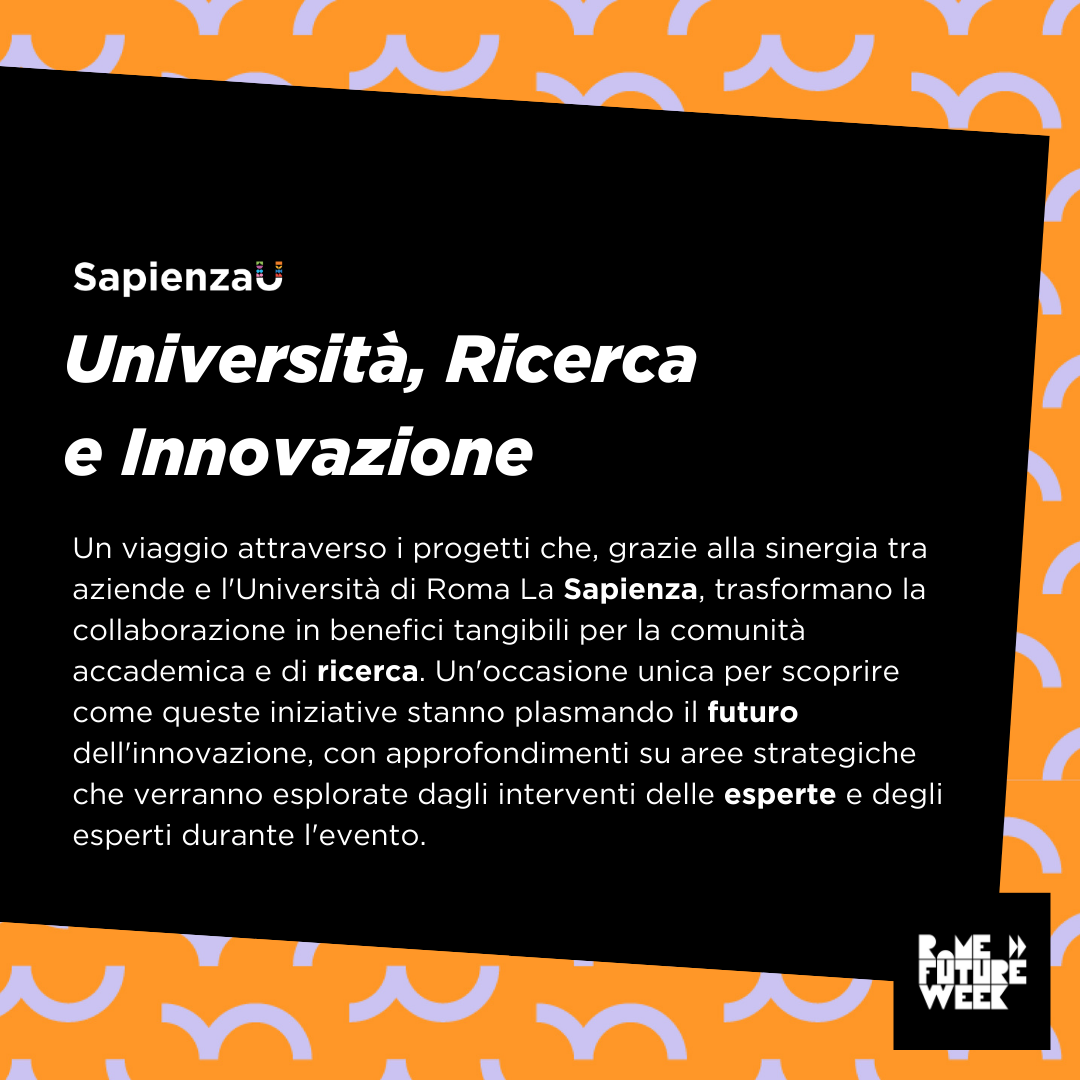 SapienzaU
Università, Ricerca
e Innovazione
Un viaggio attraverso i progetti che, grazie alla sinergia tra
aziende e l'Università di Roma La Sapienza, trasformano la
collaborazione in benefici tangibili per la comunità
accademica e di ricerca. Un'occasione unica per scoprire
come queste iniziative stanno plasmando il futuro
dell'innovazione, con approfondimenti su aree strategiche
che verranno esplorate dagli interventi delle esperte e degli
esperti durante l'evento.
ROME
FUTURE
WEEK